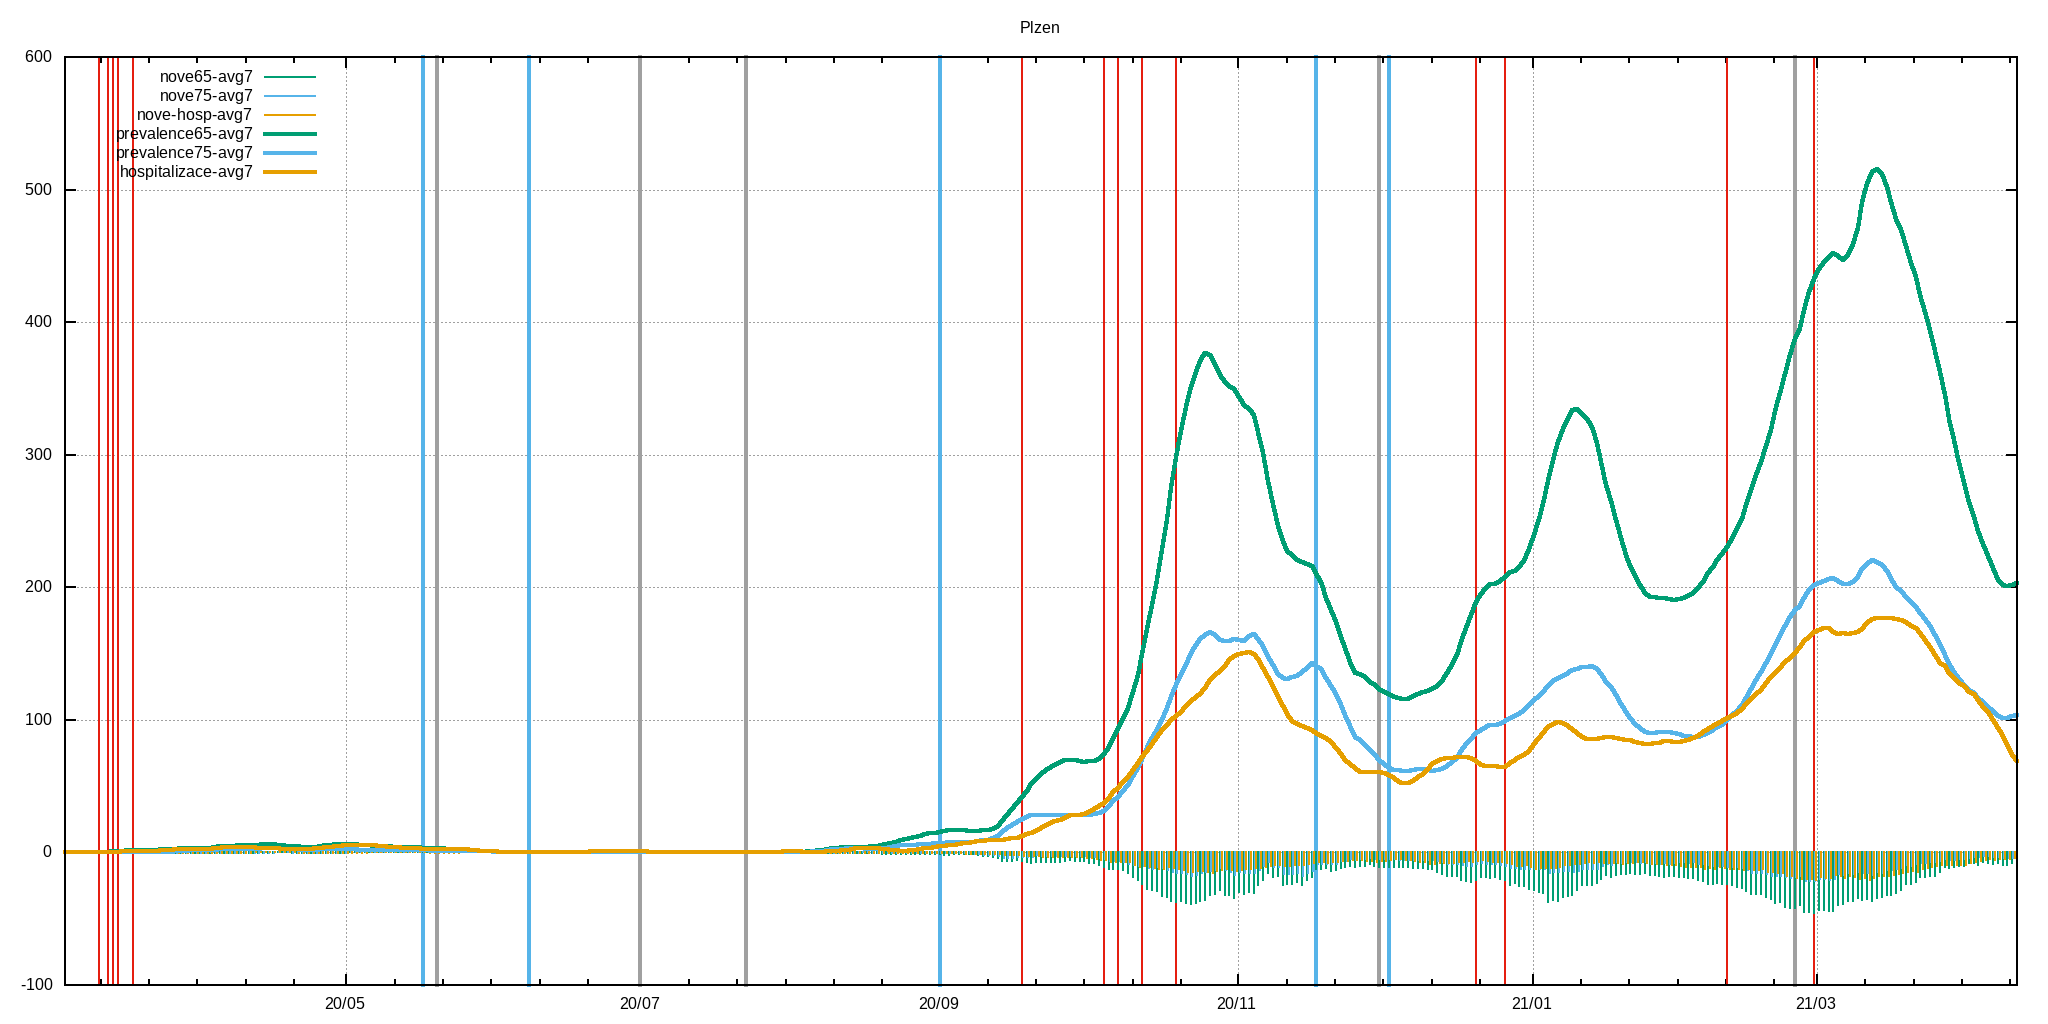 Plzen
600
500
400
300
200
100
0
-100
nove65-avg7
nove75-avg7
nove-hosp-avg7
prevalence65-avg7
prevalence75-avg7
hospitalizace-avg7
20/05 20/07 20/09 20/11 21/01 21/03